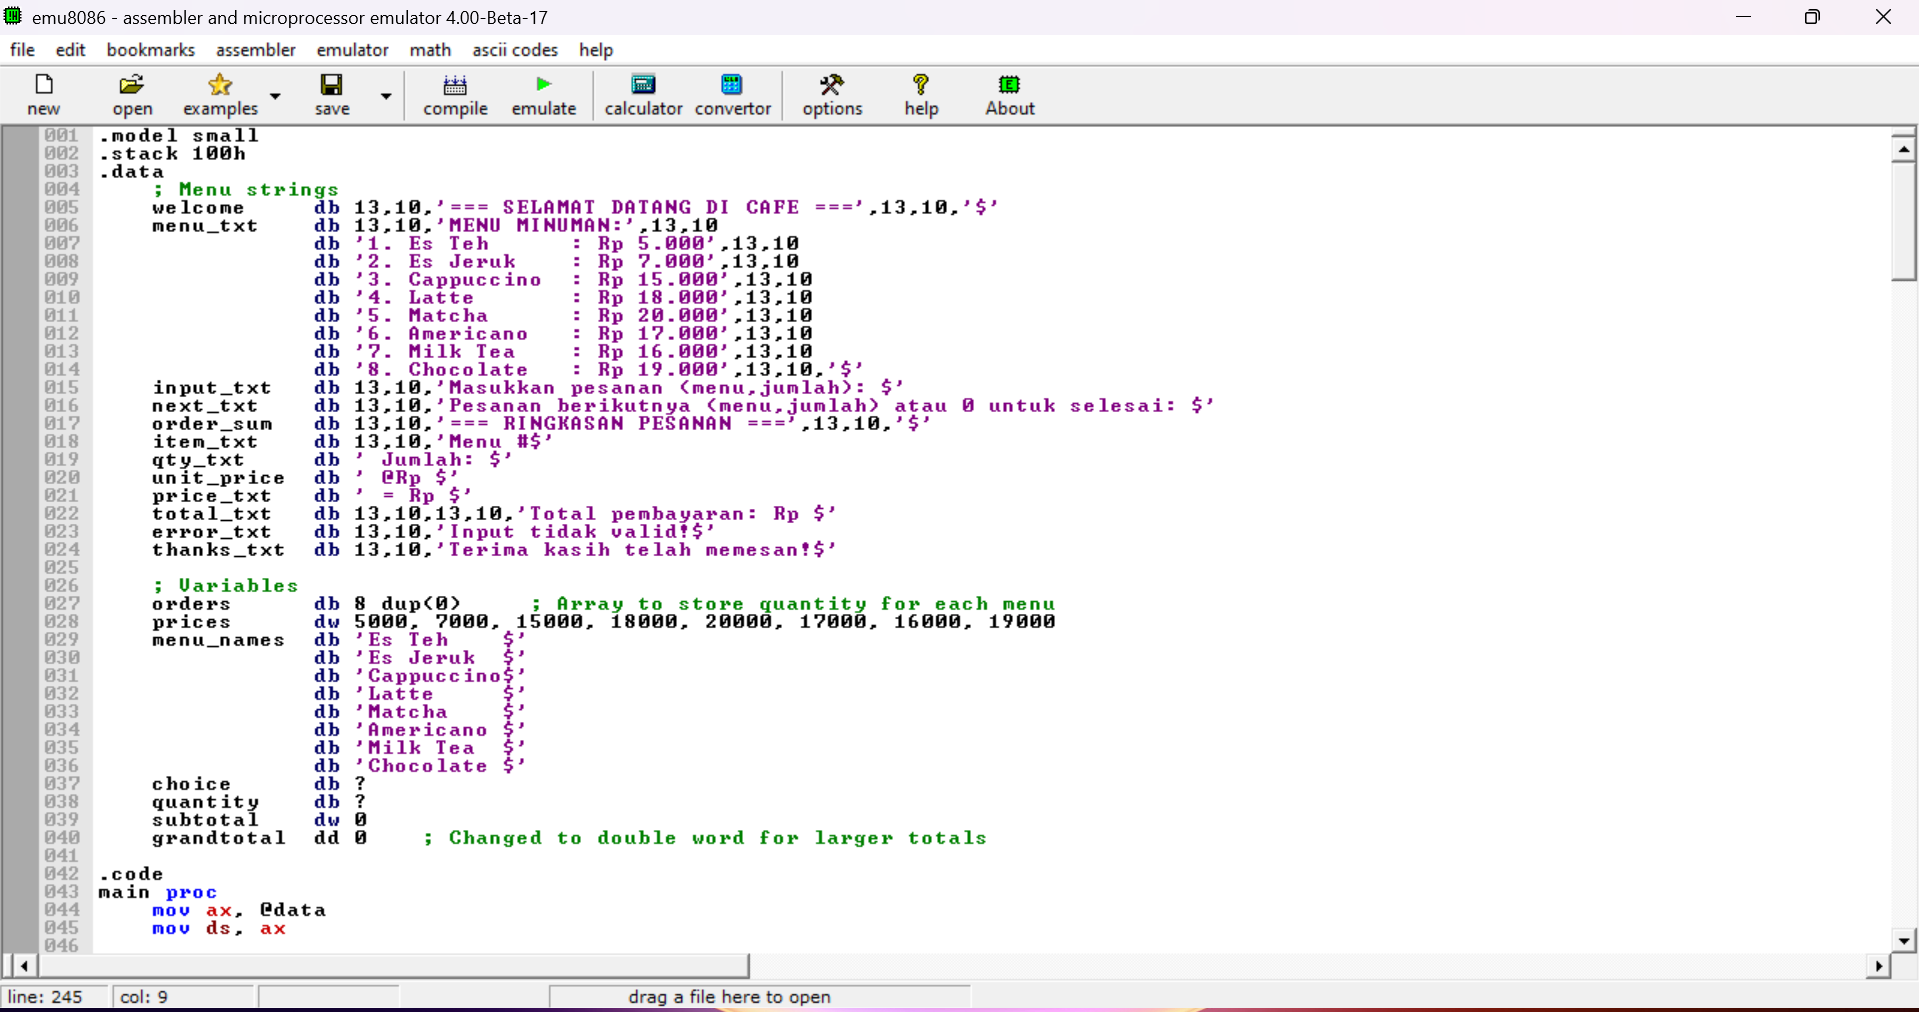 emu8086 - assembler and microprocessor emulator 4.00-Beta-17
file edit bookmarks assembler emulator math ascii codes help
new open examples save compile emulate calculator convertor options help About
001 .model small
002 .stack 100h
003 .data
004     ; Menu strings
005     welcome     db 13,10,'=== SELAMAT DATANG DI CAFE ===',13,10,'$'
006     menu_txt    db 13,10,'MENU MINUMAN:',13,10
007                 db '1. Es Teh      : Rp 5.000',13,10
008                 db '2. Es Jeruk    : Rp 7.000',13,10
009                 db '3. Cappuccino  : Rp 15.000',13,10
010                 db '4. Latte       : Rp 18.000',13,10
011                 db '5. Matcha      : Rp 20.000',13,10
012                 db '6. Americano   : Rp 17.000',13,10
013                 db '7. Milk Tea    : Rp 16.000',13,10
014                 db '8. Chocolate   : Rp 19.000',13,10,'$'
015     input_txt   db 13,10,'Masukkan pesanan (menu,jumlah): $'
016     next_txt    db 13,10,'Pesanan berikutnya (menu,jumlah) atau 0 untuk selesai: $'
017     order_sum   db 13,10,'=== RINGKASAN PESANAN ===',13,10,'$'
018     item_txt    db 13,10,'Menu #$'
019     qty_txt     db ' Jumlah: $'
020     unit_price  db ' @Rp $'
021     price_txt   db ' = Rp $'
022     total_txt   db 13,10,13,10,'Total pembayaran: Rp $'
023     error_txt   db 13,10,'Input tidak valid!$'
024     thanks_txt  db 13,10,'Terima kasih telah memesan!$'
025
026     ; Variables
027     orders      db 8 dup(0)     ; Array to store quantity for each menu
028     prices      dw 5000, 7000, 15000, 18000, 20000, 17000, 16000, 19000
029     menu_names  db 'Es Teh    $'
030                 db 'Es Jeruk  $'
031                 db 'Cappuccino$'
032                 db 'Latte     $'
033                 db 'Matcha    $'
034                 db 'Americano $'
035                 db 'Milk Tea  $'
036                 db 'Chocolate $'
037     choice      db ?
038     quantity    db ?
039     subtotal    dw 0
040     grandtotal  dd 0    ; Changed to double word for larger totals
041
042 .code
043 main proc
044     mov ax, @data
045     mov ds, ax
046
line: 245 col: 9 drag a file here to open